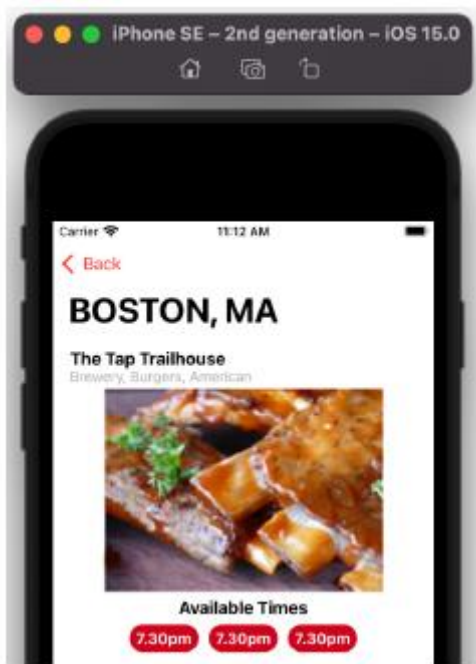 iPhone SE – 2nd generation – iOS 15.0
Carrier 11:12 AM
Back
BOSTON, MA
The Tap Trailhouse
Brewery, Burgers, American
Available Times
7.30pm 7.30pm 7.30pm